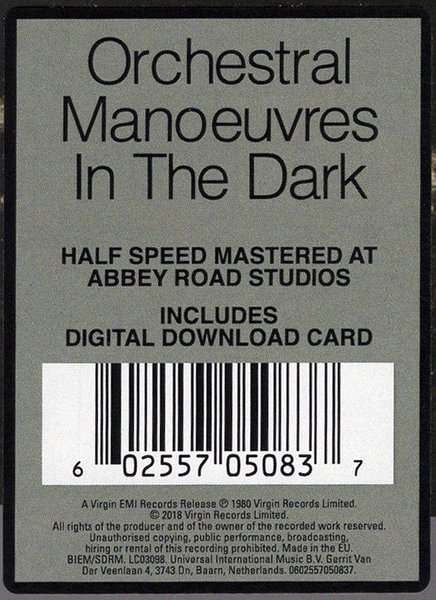 Orchestral
Manoeuvres
In The Dark
HALF SPEED MASTERED AT
ABBEY ROAD STUDIOS
INCLUDES
DIGITAL DOWNLOAD CARD
6 02557 05083 7
A Virgin EMI Records Release ℗ 1980 Virgin Records Limited.
© 2018 Virgin Records Limited.
All rights of the producer and of the owner of the recorded work reserved.
Unauthorised copying, public performance, broadcasting,
hiring or rental of this recording prohibited. Made in the EU.
BIEM/SDRM. LC03098. Universal International Music B.V. Gerrit Van
Der Veenlaan 4, 3743 Dn, Baarn, Netherlands. 0602557050837.